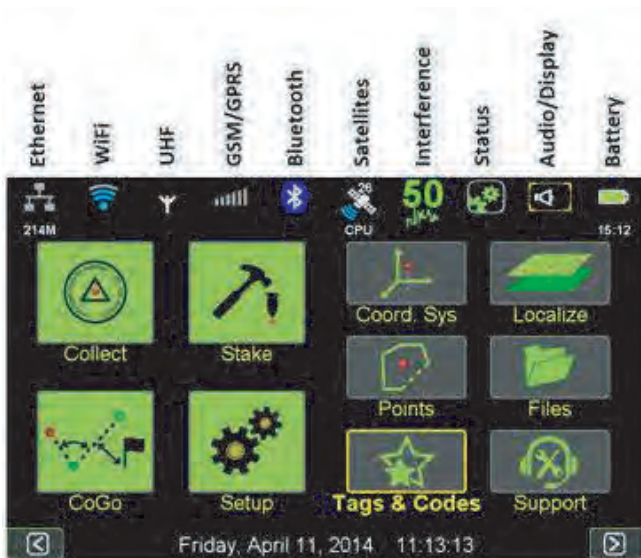 Ethernet
WiFi
UHF
GSM/GPRS
Bluetooth
Satellites
Interference
Status
Audio/Display
Battery
26
50
214M
CPU
15:12
Collect
Stake
Coord. Sys
Localize
Points
Files
CoGo
Setup
Tags & Codes
Support
Friday, April 11, 2014 11:13:13